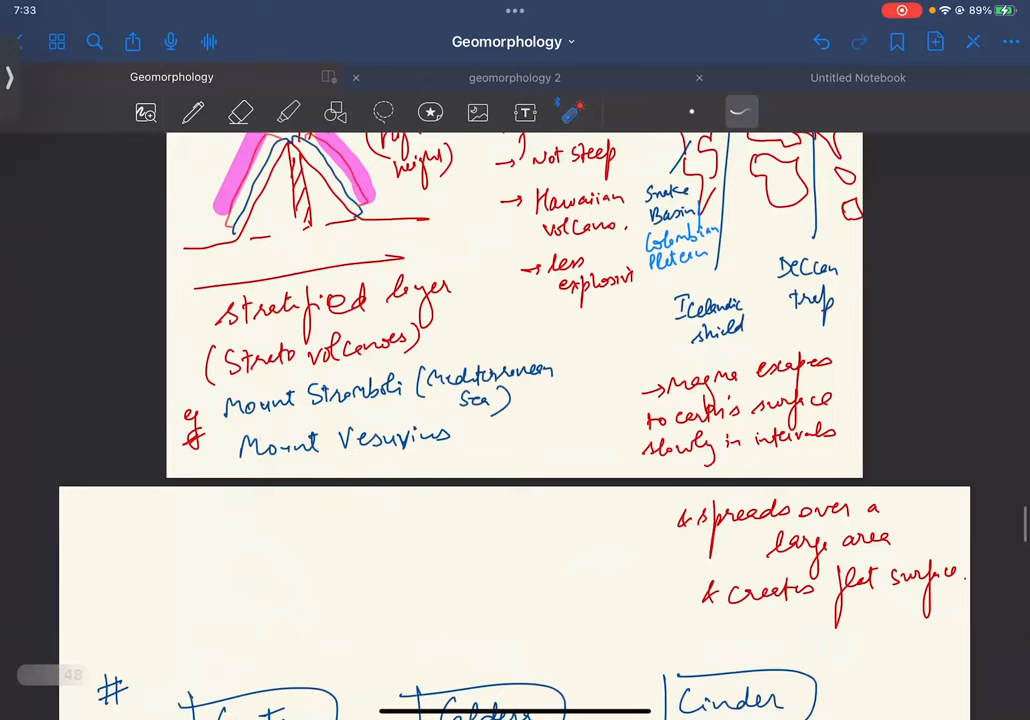 7:33
89%
Geomorphology
Geomorphology
geomorphology 2
Untitled Notebook
height)
stratified layer
(Strato volcanoes)
eg
Mount Stromboli (Mediterranean
Sea)
Mount Vesuvius
→ Not steep
→ Hawaiian
volcano.
→ less
explosive
Snake
Basin
Colombian
Plateau
Icelandic
shield
Deccan
trap
→ Magma escapes
to earth's surface
slowly in intervals
& spreads over a
large area
& creates flat surface.
48
#
Cinder